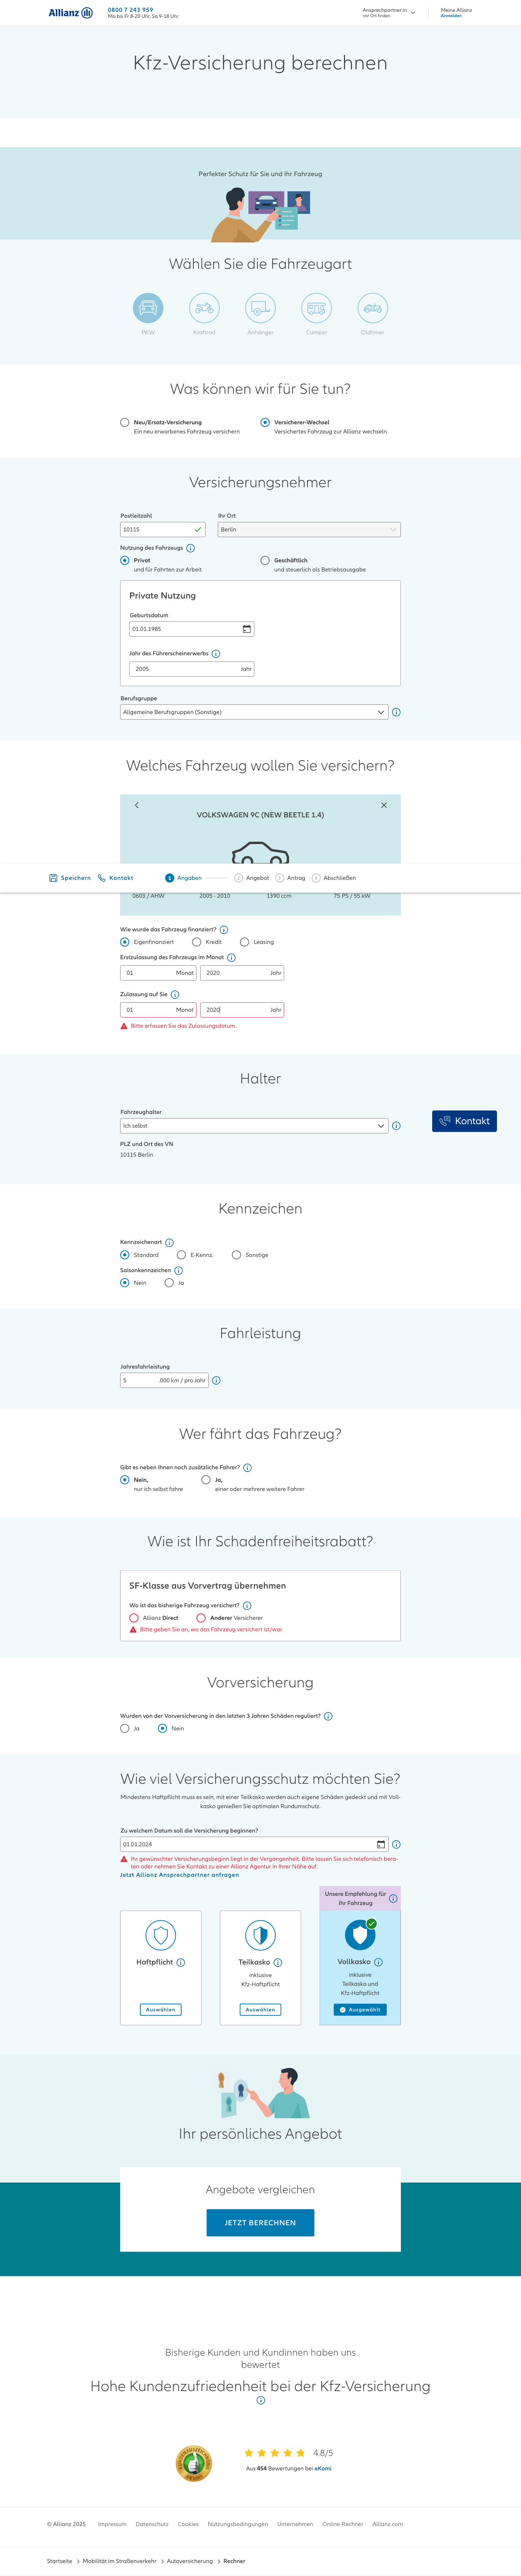 Allianz
0800 7 243 959
Mo bis Fr 8-20 Uhr, Sa 9-18 Uhr
Ansprechpartner:in
vor Ort finden
Meine Allianz
Anmelden
Kfz-Versicherung berechnen
Perfekter Schutz für Sie und Ihr Fahrzeug
Wählen Sie die Fahrzeugart
PKW
Kraftrad
Anhänger
Camper
Oldtimer
Was können wir für Sie tun?
Neu/Ersatz-Versicherung
Ein neu erworbenes Fahrzeug versichern
Versicherer-Wechsel
Versichertes Fahrzeug zur Allianz wechseln
Versicherungsnehmer
Postleitzahl
Ihr Ort
10115
Berlin
Nutzung des Fahrzeugs
Privat
und für Fahrten zur Arbeit
Geschäftlich
und steuerlich als Betriebsausgabe
Private Nutzung
Geburtsdatum
01.01.1985
Jahr des Führerscheinerwerbs
2005 Jahr
Berufsgruppe
Allgemeine Berufsgruppen (Sonstige)
Welches Fahrzeug wollen Sie versichern?
VOLKSWAGEN 9C (NEW BEETLE 1.4)
Speichern
Kontakt
1 Angaben
2 Angebot
3 Antrag
4 Abschließen
0603 / AHW
2005 - 2010
1390 ccm
75 PS / 55 kW
Wie wurde das Fahrzeug finanziert?
Eigenfinanziert
Kredit
Leasing
Erstzulassung des Fahrzeugs im Monat
01 Monat
2020 Jahr
Zulassung auf Sie
01 Monat
2020 Jahr
Bitte erfassen Sie das Zulassungsdatum.
Halter
Fahrzeughalter
Ich selbst
Kontakt
PLZ und Ort des VN
10115 Berlin
Kennzeichen
Kennzeichenart
Standard
E-Kennz.
Sonstige
Saisonkennzeichen
Nein
Ja
Fahrleistung
Jahresfahrleistung
5 .000 km / pro Jahr
Wer fährt das Fahrzeug?
Gibt es neben Ihnen noch zusätzliche Fahrer?
Nein,
nur ich selbst fahre
Ja,
einer oder mehrere weitere Fahrer
Wie ist Ihr Schadenfreiheitsrabatt?
SF-Klasse aus Vorvertrag übernehmen
Wo ist das bisherige Fahrzeug versichert?
Allianz Direct
Anderer Versicherer
Bitte geben Sie an, wo das Fahrzeug versichert ist/war.
Vorversicherung
Wurden von der Vorversicherung in den letzten 3 Jahren Schäden reguliert?
Ja
Nein
Wie viel Versicherungsschutz möchten Sie?
Mindestens Haftpflicht muss es sein, mit einer Teilkasko werden auch eigene Schäden gedeckt und mit Voll-
kasko genießen Sie optimalen Rundumschutz.
Zu welchem Datum soll die Versicherung beginnen?
01.01.2024
Ihr gewünschter Versicherungsbeginn liegt in der Vergangenheit. Bitte lassen Sie sich telefonisch bera-
ten oder nehmen Sie Kontakt zu einer Allianz Agentur in Ihrer Nähe auf.
Jetzt Allianz Ansprechpartner anfragen
Unsere Empfehlung für
Ihr Fahrzeug
Haftpflicht
Auswählen
Teilkasko
inklusive
Kfz-Haftpflicht
Auswählen
Vollkasko
inklusive
Teilkasko und
Kfz-Haftpflicht
Ausgewählt
Ihr persönliches Angebot
Angebote vergleichen
JETZT BERECHNEN
Bisherige Kunden und Kundinnen haben uns
bewertet
Hohe Kundenzufriedenheit bei der Kfz-Versicherung
4.8/5
Aus 454 Bewertungen bei eKomi
© Allianz 2025
Impressum
Datenschutz
Cookies
Nutzungsbedingungen
Unternehmen
Online-Rechner
Allianz.com
Startseite
Mobilität im Straßenverkehr
Autoversicherung
Rechner